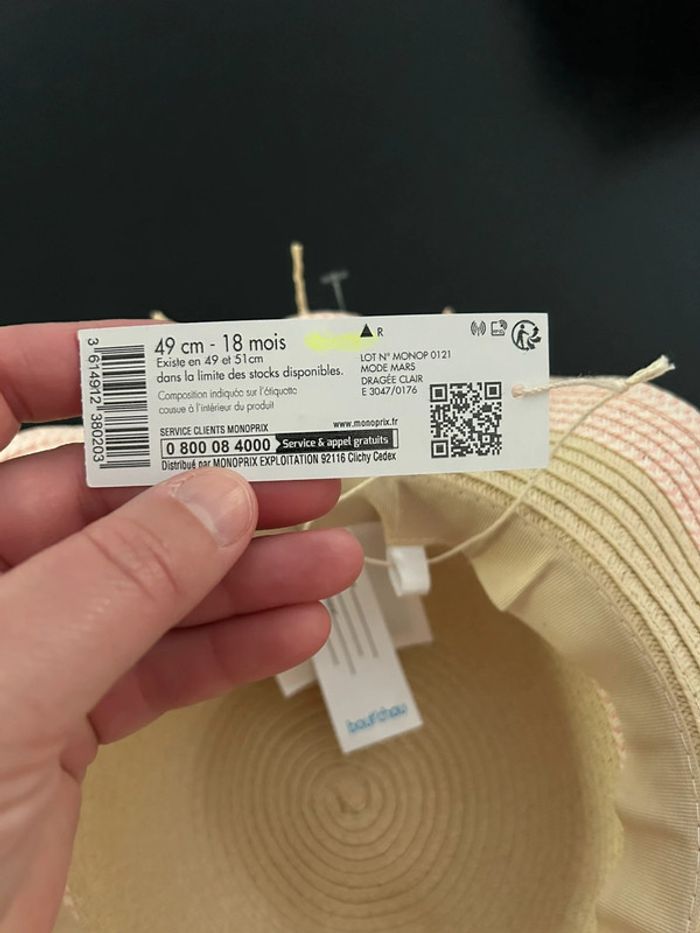 3 614912 380203
49 cm - 18 mois
Existe en 49 et 51cm
dans la limite des stocks disponibles.
Composition indiquée sur l'étiquette
cousue à l'intérieur du produit
R
LOT N° MONOP 0121
MODE MARS
DRAGÉE CLAIR
E 3047/0176
SERVICE CLIENTS MONOPRIX
www.monoprix.fr
0 800 08 4000 Service & appel gratuits
Distribué par MONOPRIX EXPLOITATION 92116 Clichy Cedex
bout'chou